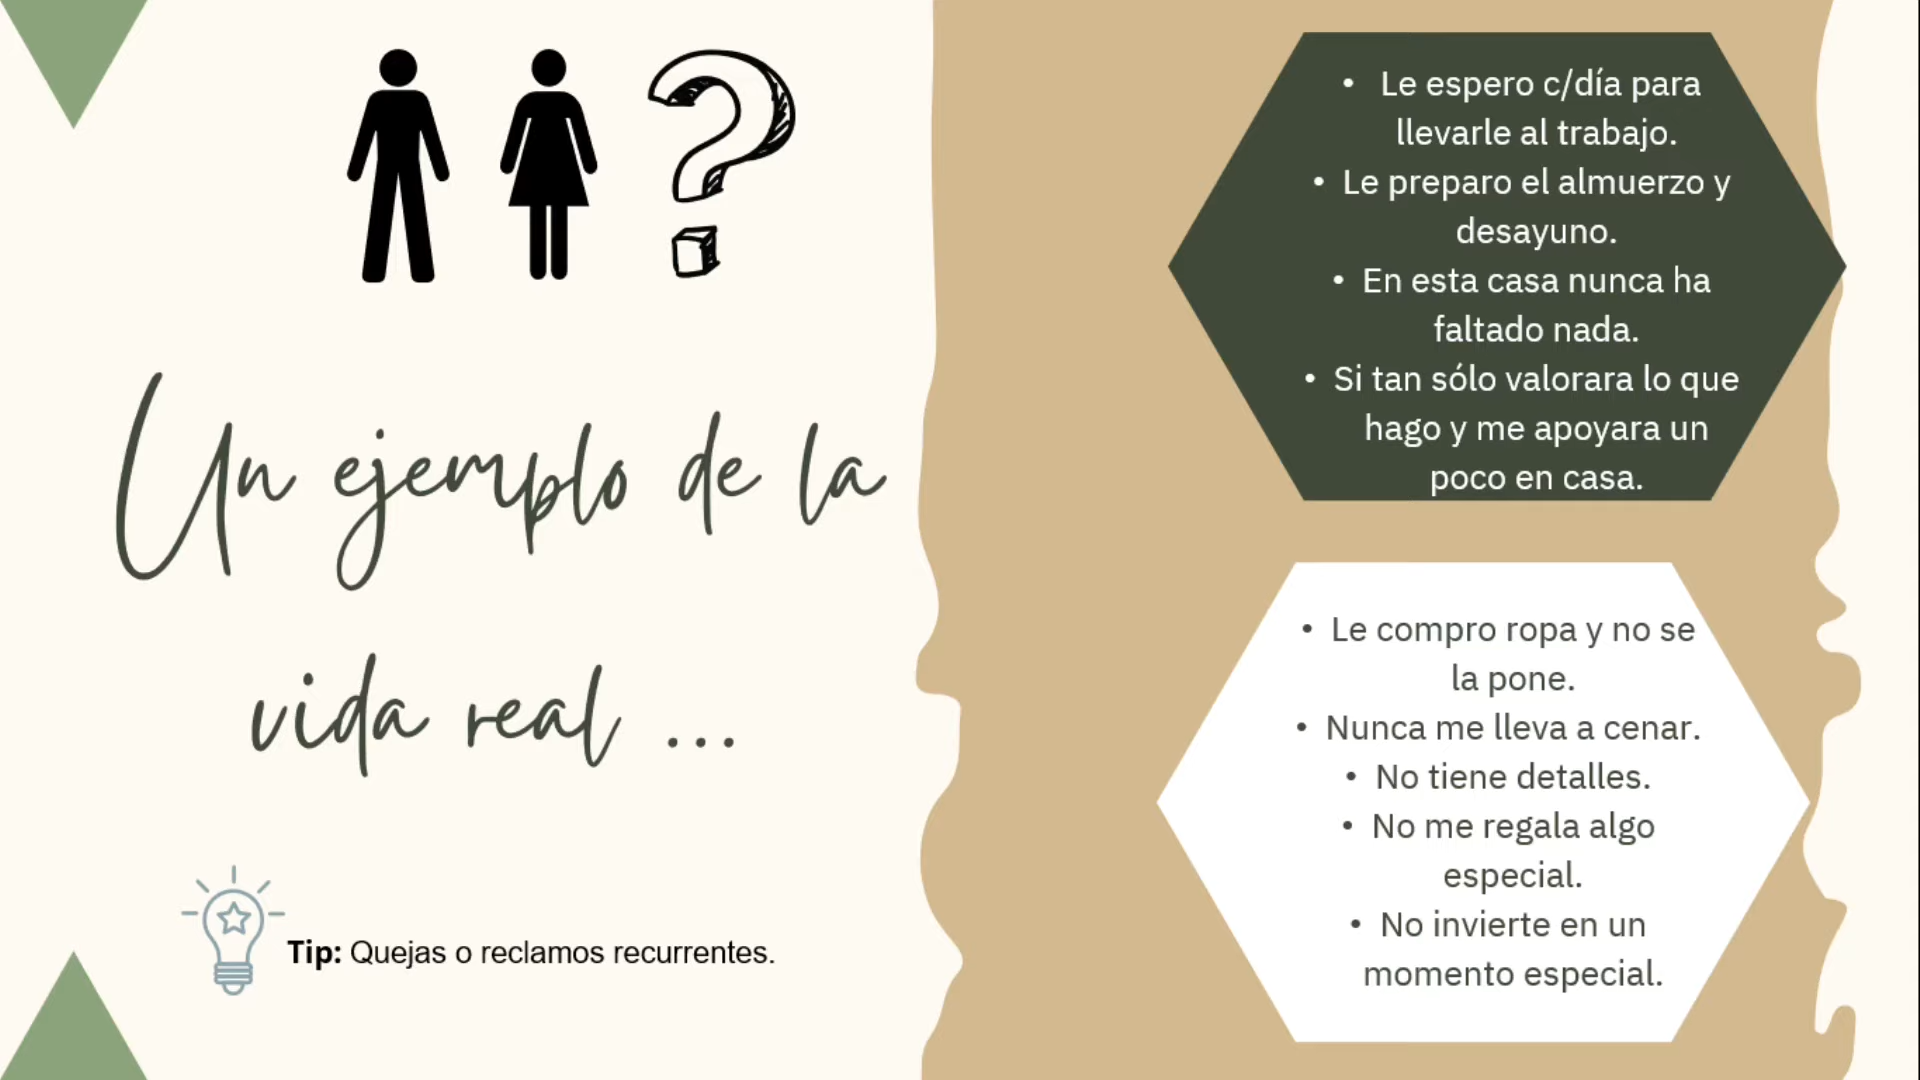 Un ejemplo de la
vida real ...
Tip: Quejas o reclamos recurrentes.
• Le espero c/día para
llevarle al trabajo.
• Le preparo el almuerzo y
desayuno.
• En esta casa nunca ha
faltado nada.
• Si tan sólo valorara lo que
hago y me apoyara un
poco en casa.
• Le compro ropa y no se
la pone.
• Nunca me lleva a cenar.
• No tiene detalles.
• No me regala algo
especial.
• No invierte en un
momento especial.